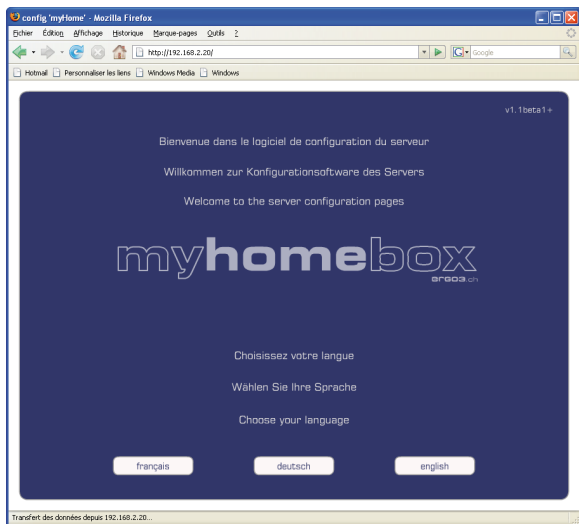 config 'myHome' - Mozilla Firefox
Fichier Édition Affichage Historique Marque-pages Outils ?
http://192.168.2.20/
G Google
Hotmail Personnaliser les liens Windows Media Windows
v1.1beta1+
Bienvenue dans le logiciel de configuration du serveur
Willkommen zur Konfigurationsoftware des Servers
Welcome to the server configuration pages
myhomebox
ergo3.ch
Choisissez votre langue
Wählen Sie Ihre Sprache
Choose your language
français deutsch english
Transfert des données depuis 192.168.2.20...